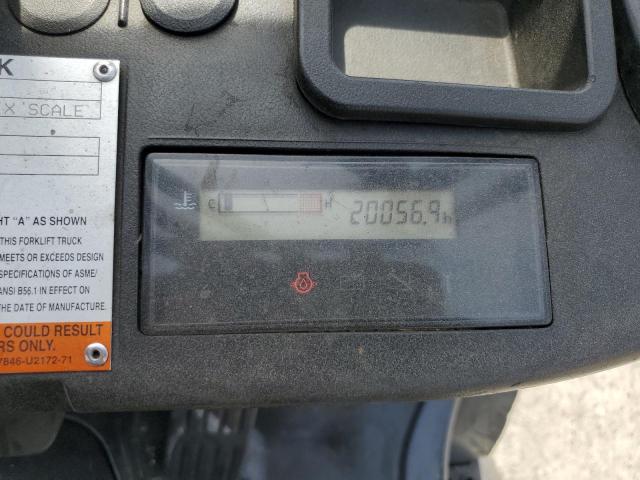 K
X SCALE
HT "A" AS SHOWN
THIS FORKLIFT TRUCK
MEETS OR EXCEEDS DESIGN
SPECIFICATIONS OF ASME/
ANSI B56.1 IN EFFECT ON
THE DATE OF MANUFACTURE.
COULD RESULT
RS ONLY.
7846-U2172-71
C H 20056.9 h